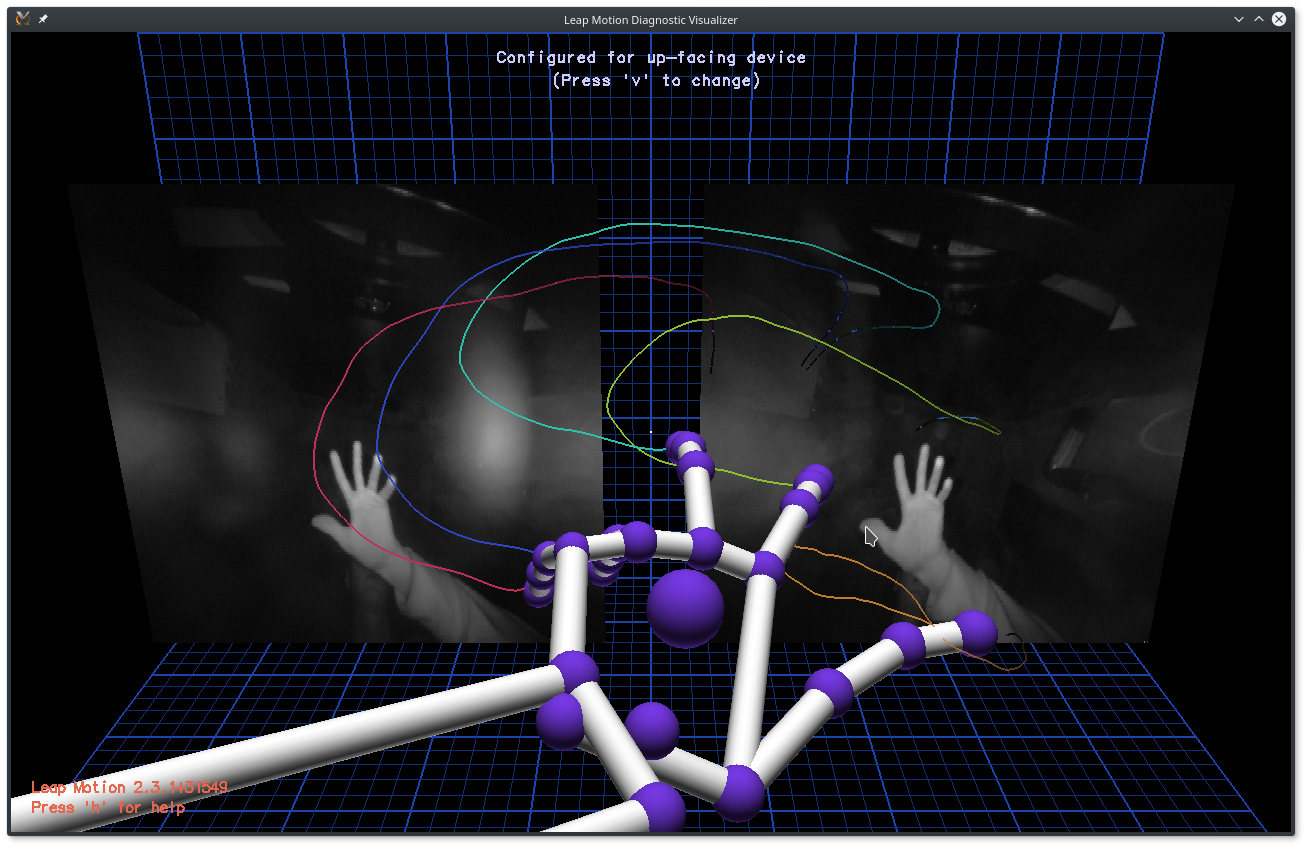 Leap Motion Diagnostic Visualizer
Configured for up-facing device
(Press 'v' to change)
Leap Motion 2.3.1+31549
Press 'h' for help